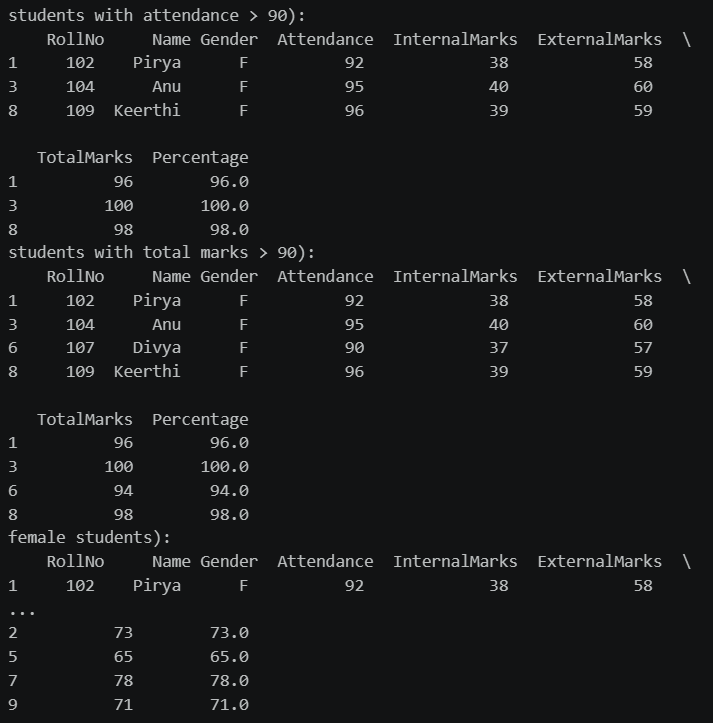 students with attendance > 90):
    RollNo     Name Gender  Attendance  InternalMarks  ExternalMarks  \
1     102    Pirya      F          92             38             58
3     104      Anu      F          95             40             60
8     109  Keerthi      F          96             39             59

   TotalMarks  Percentage
1          96        96.0
3         100       100.0
8          98        98.0
students with total marks > 90):
    RollNo     Name Gender  Attendance  InternalMarks  ExternalMarks  \
1     102    Pirya      F          92             38             58
3     104      Anu      F          95             40             60
6     107    Divya      F          90             37             57
8     109  Keerthi      F          96             39             59

   TotalMarks  Percentage
1          96        96.0
3         100       100.0
6          94        94.0
8          98        98.0
female students):
    RollNo     Name Gender  Attendance  InternalMarks  ExternalMarks  \
1     102    Pirya      F          92             38             58
...
2          73        73.0
5          65        65.0
7          78        78.0
9          71        71.0